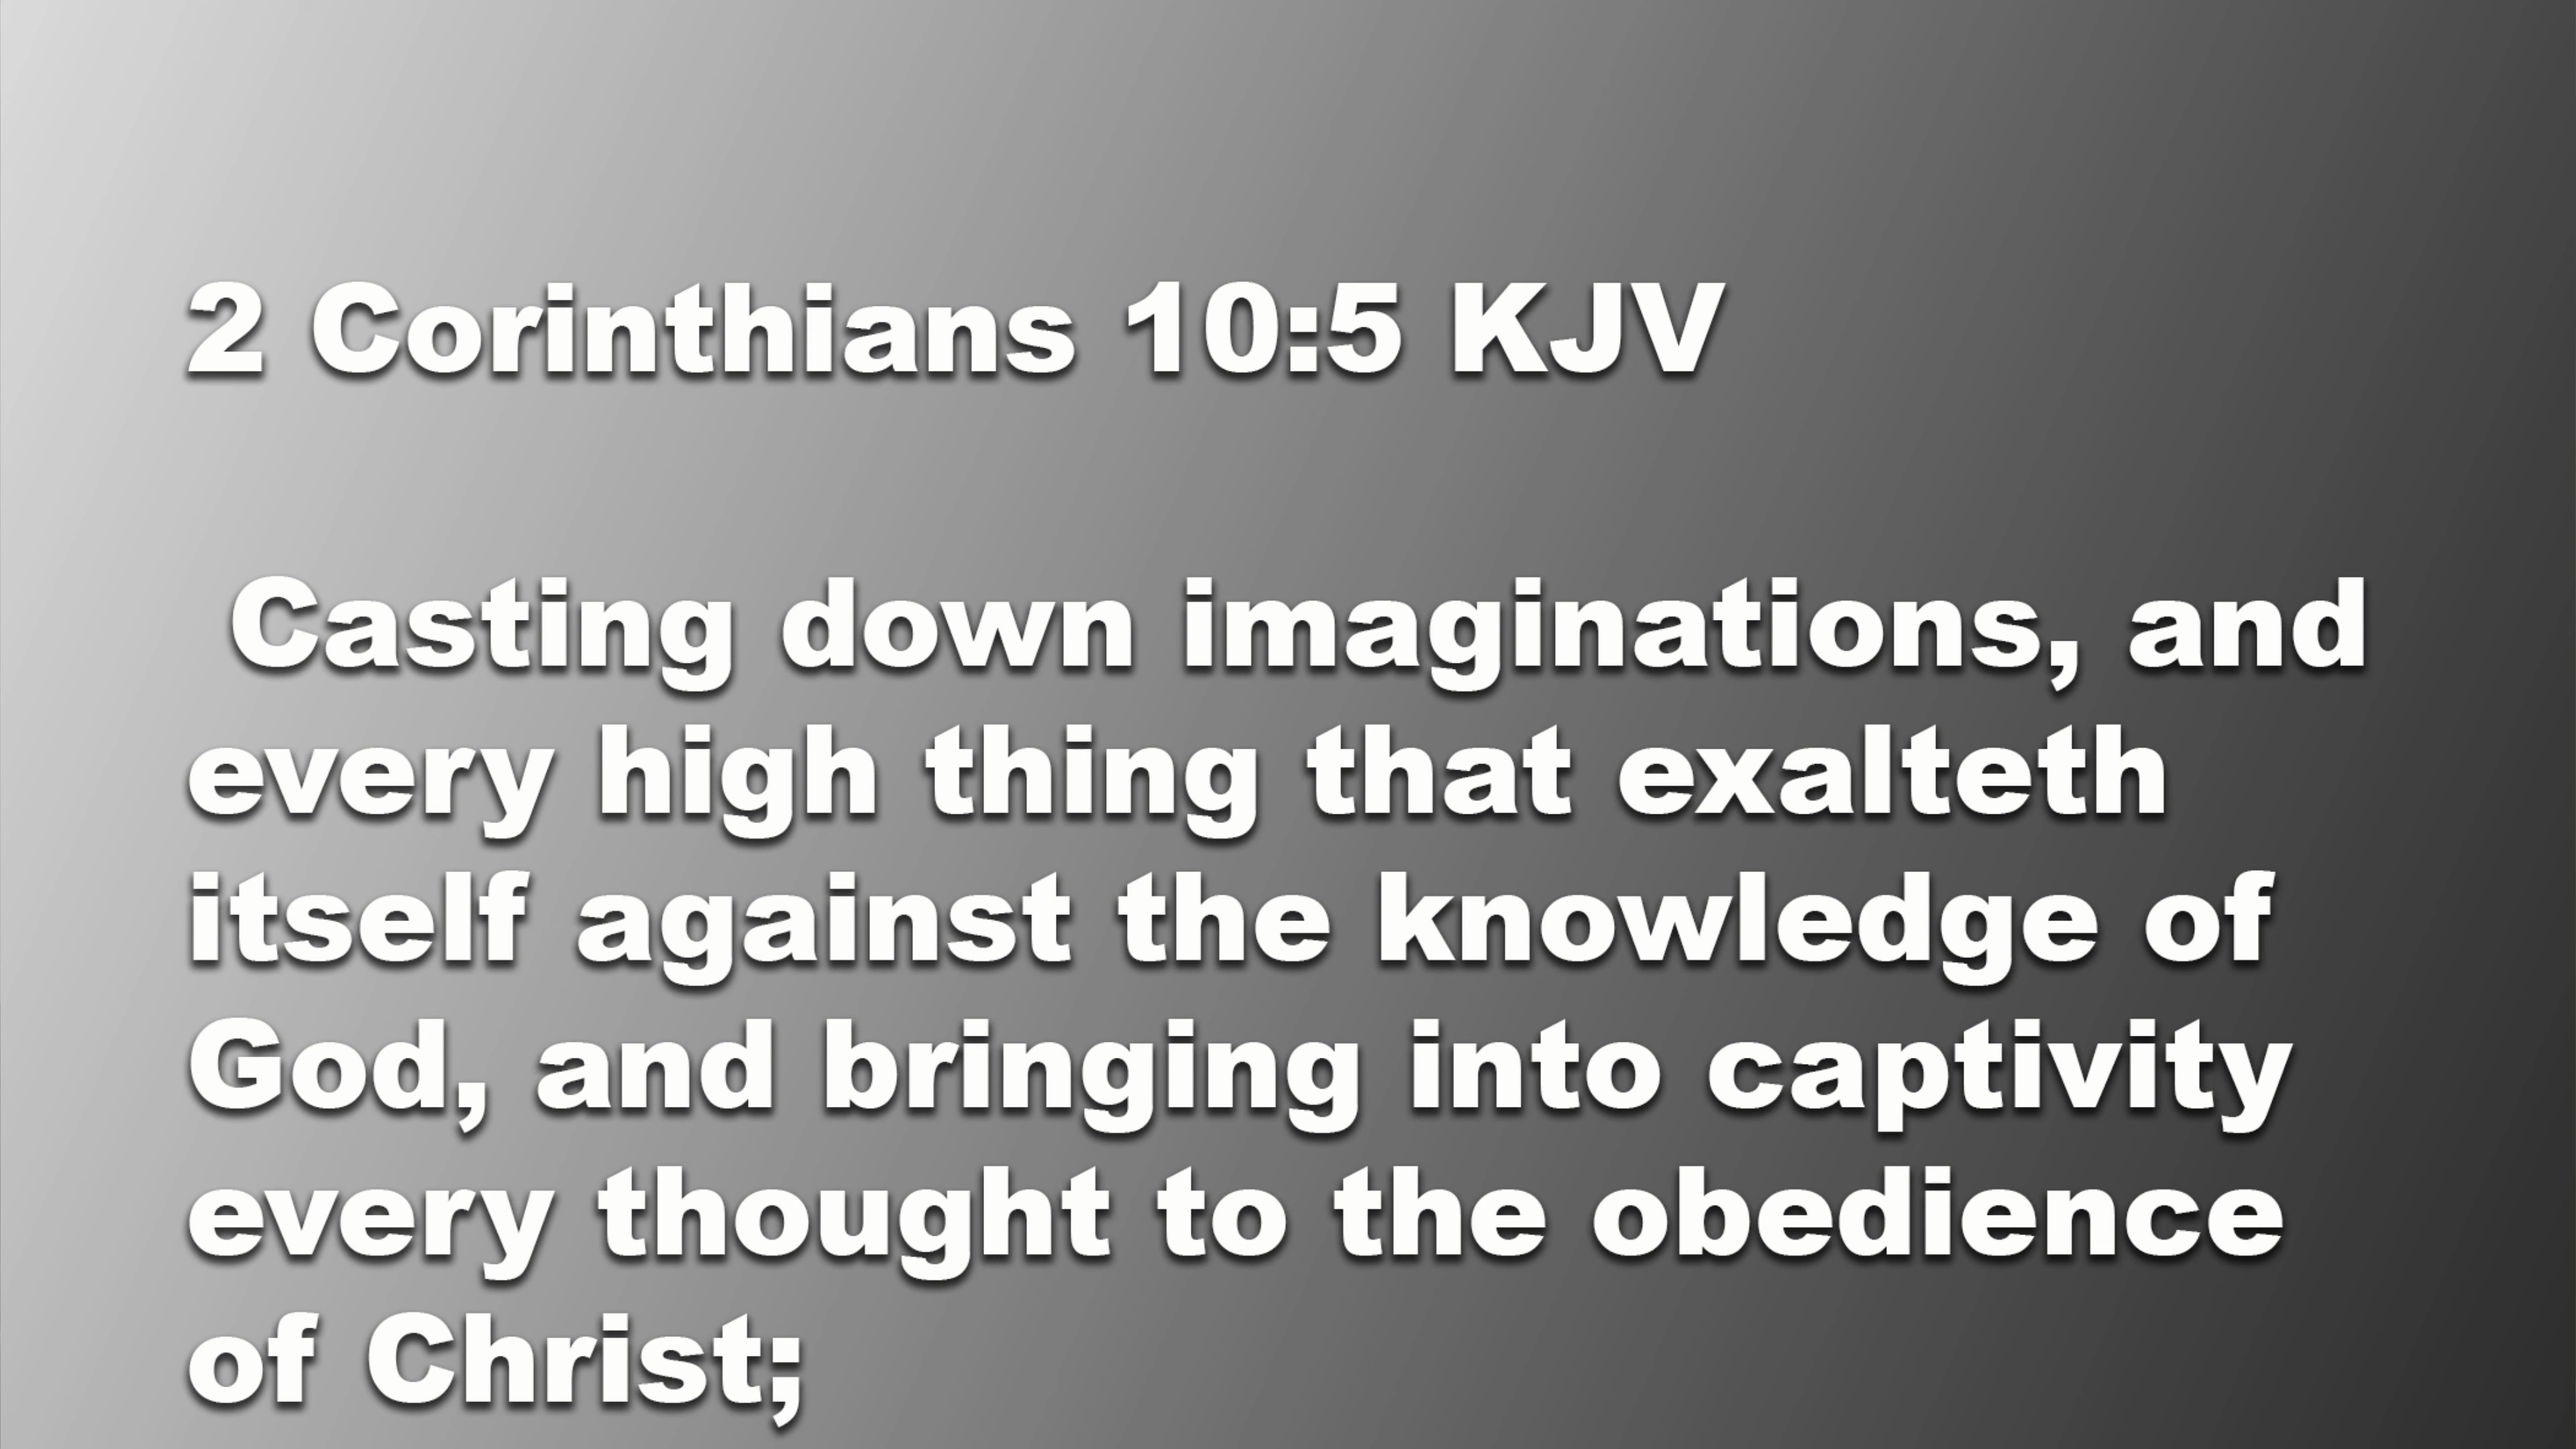 2 Corinthians 10:5 KJV
Casting down imaginations, and
every high thing that exalteth
itself against the knowledge of
God, and bringing into captivity
every thought to the obedience
of Christ;